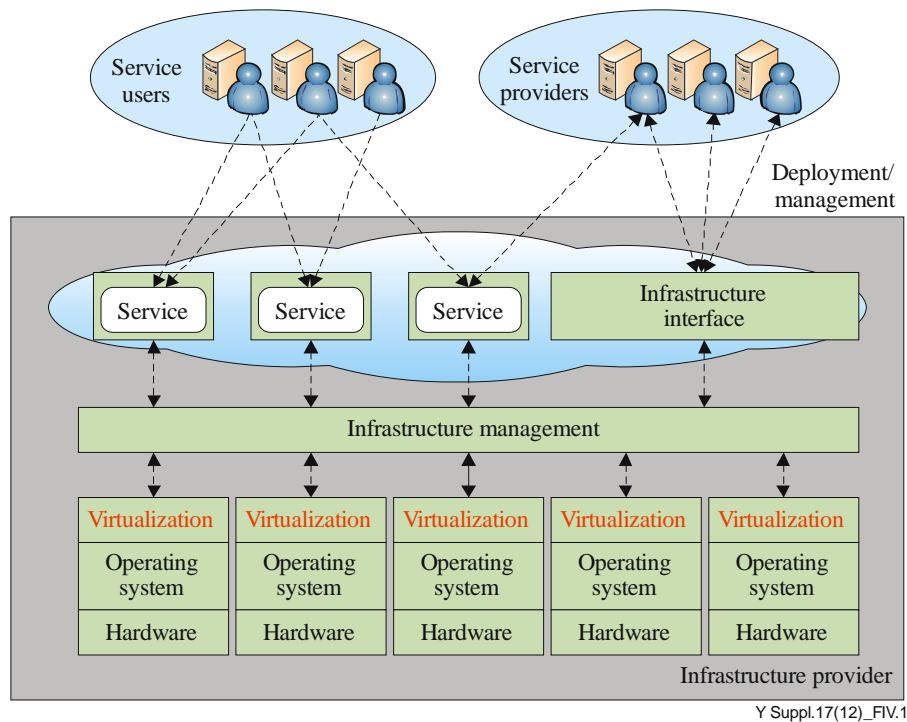 Service
users
Service
providers
Deployment/
management
Service
Service
Service
Infrastructure
interface
Infrastructure management
Virtualization
Virtualization
Virtualization
Virtualization
Virtualization
Operating
system
Operating
system
Operating
system
Operating
system
Operating
system
Hardware
Hardware
Hardware
Hardware
Hardware
Infrastructure provider
Y Suppl.17(12)_FIV.1